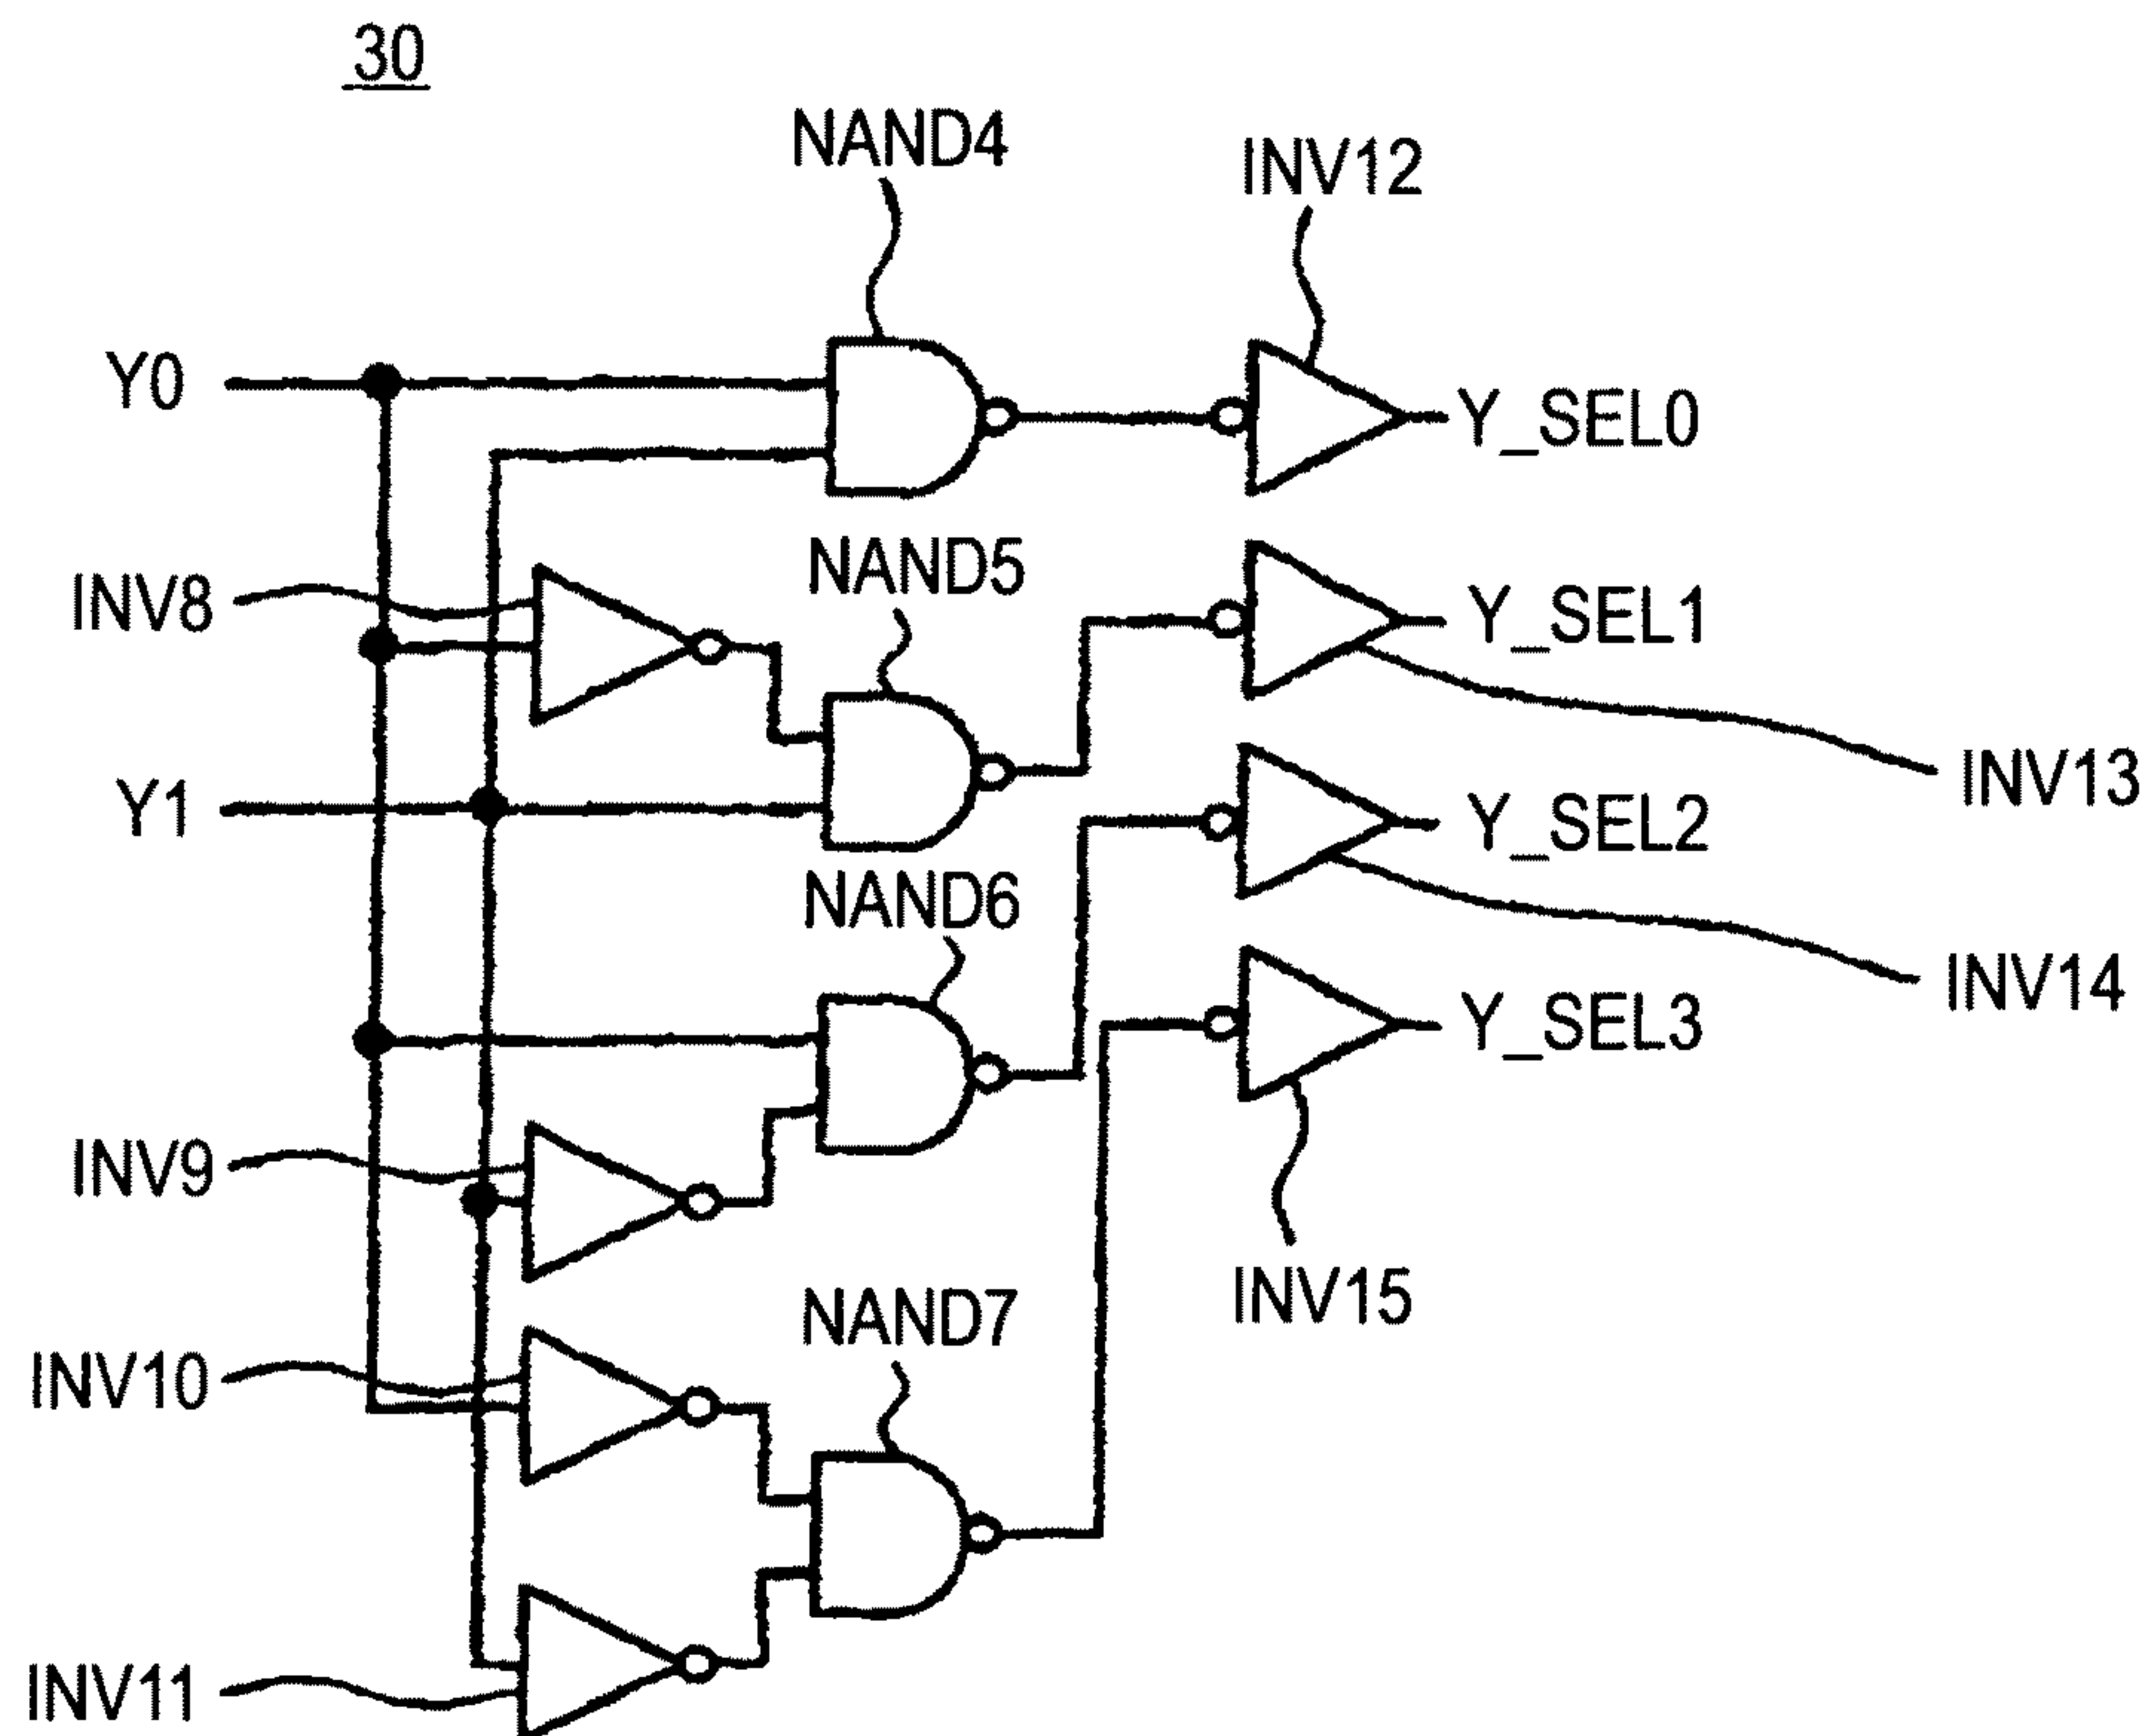 30
NAND4
INV12
Y0
Y_SEL0
NAND5
INV8
Y_SEL1
INV13
Y1
Y_SEL2
NAND6
INV14
Y_SEL3
INV9
INV15
NAND7
INV10
INV11